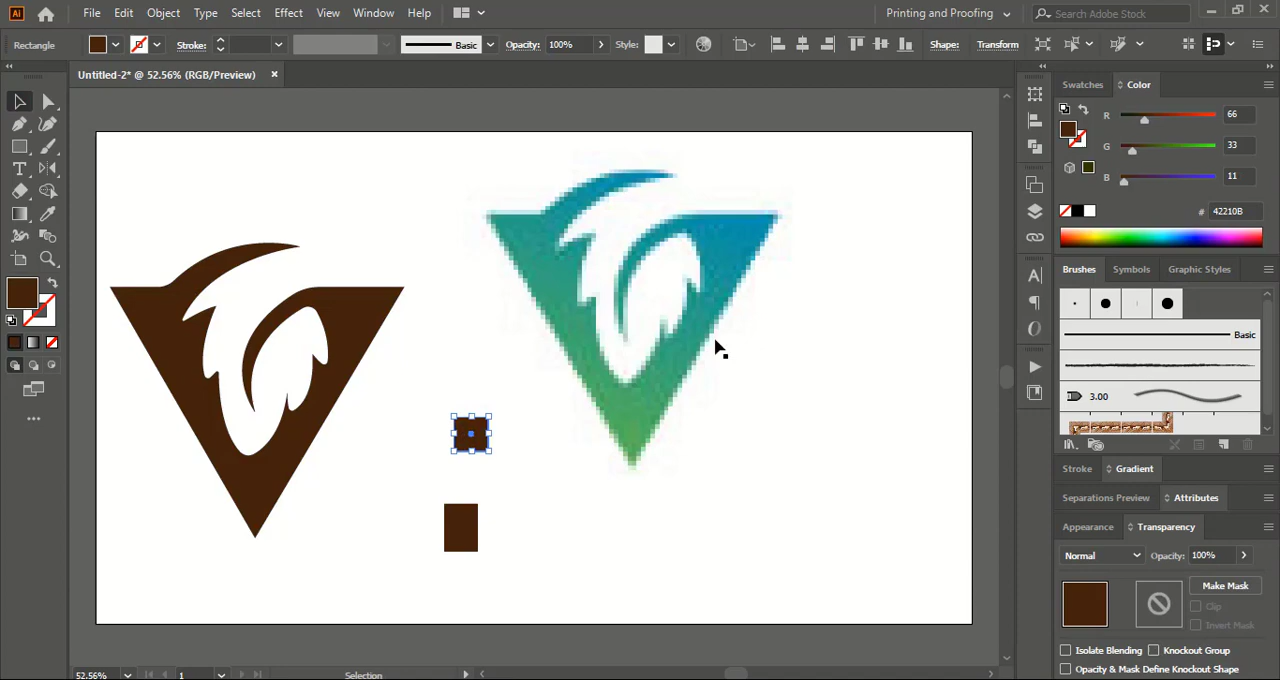 Ai File Edit Object Type Select Effect View Window Help Printing and Proofing Search Adobe Stock
Rectangle Stroke: Basic Opacity: 100% Style: Shape: Transform
Untitled-2* @ 52.56% (RGB/Preview)
Swatches Color
R 66
G 33
B 11
# 42210B
Brushes Symbols Graphic Styles
Basic
3.00
Stroke Gradient
Separations Preview Attributes
Appearance Transparency
Normal Opacity: 100%
Make Mask
Clip
Invert Mask
Isolate Blending Knockout Group
Opacity & Mask Define Knockout Shape
52.56% 1 Selection